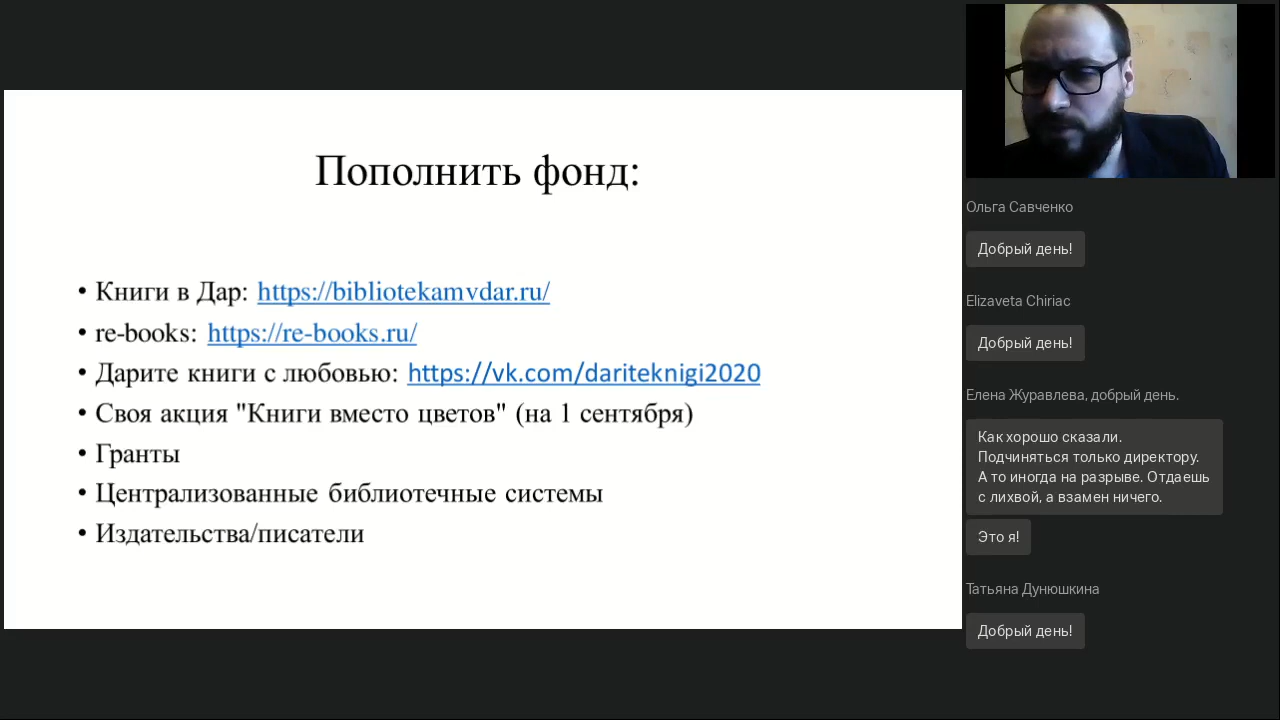 Пополнить фонд:
• Книги в Дар: https://bibliotekamvdar.ru/
• re-books: https://re-books.ru/
• Дарите книги с любовью: https://vk.com/dariteknigi2020
• Своя акция "Книги вместо цветов" (на 1 сентября)
• Гранты
• Централизованные библиотечные системы
• Издательства/писатели
Ольга Савченко
Добрый день!
Elizaveta Chiriac
Добрый день!
Елена Журавлева, добрый день.
Как хорошо сказали.
Подчиняться только директору.
А то иногда на разрыве. Отдаешь
с лихвой, а взамен ничего.
Это я!
Татьяна Дунюшкина
Добрый день!